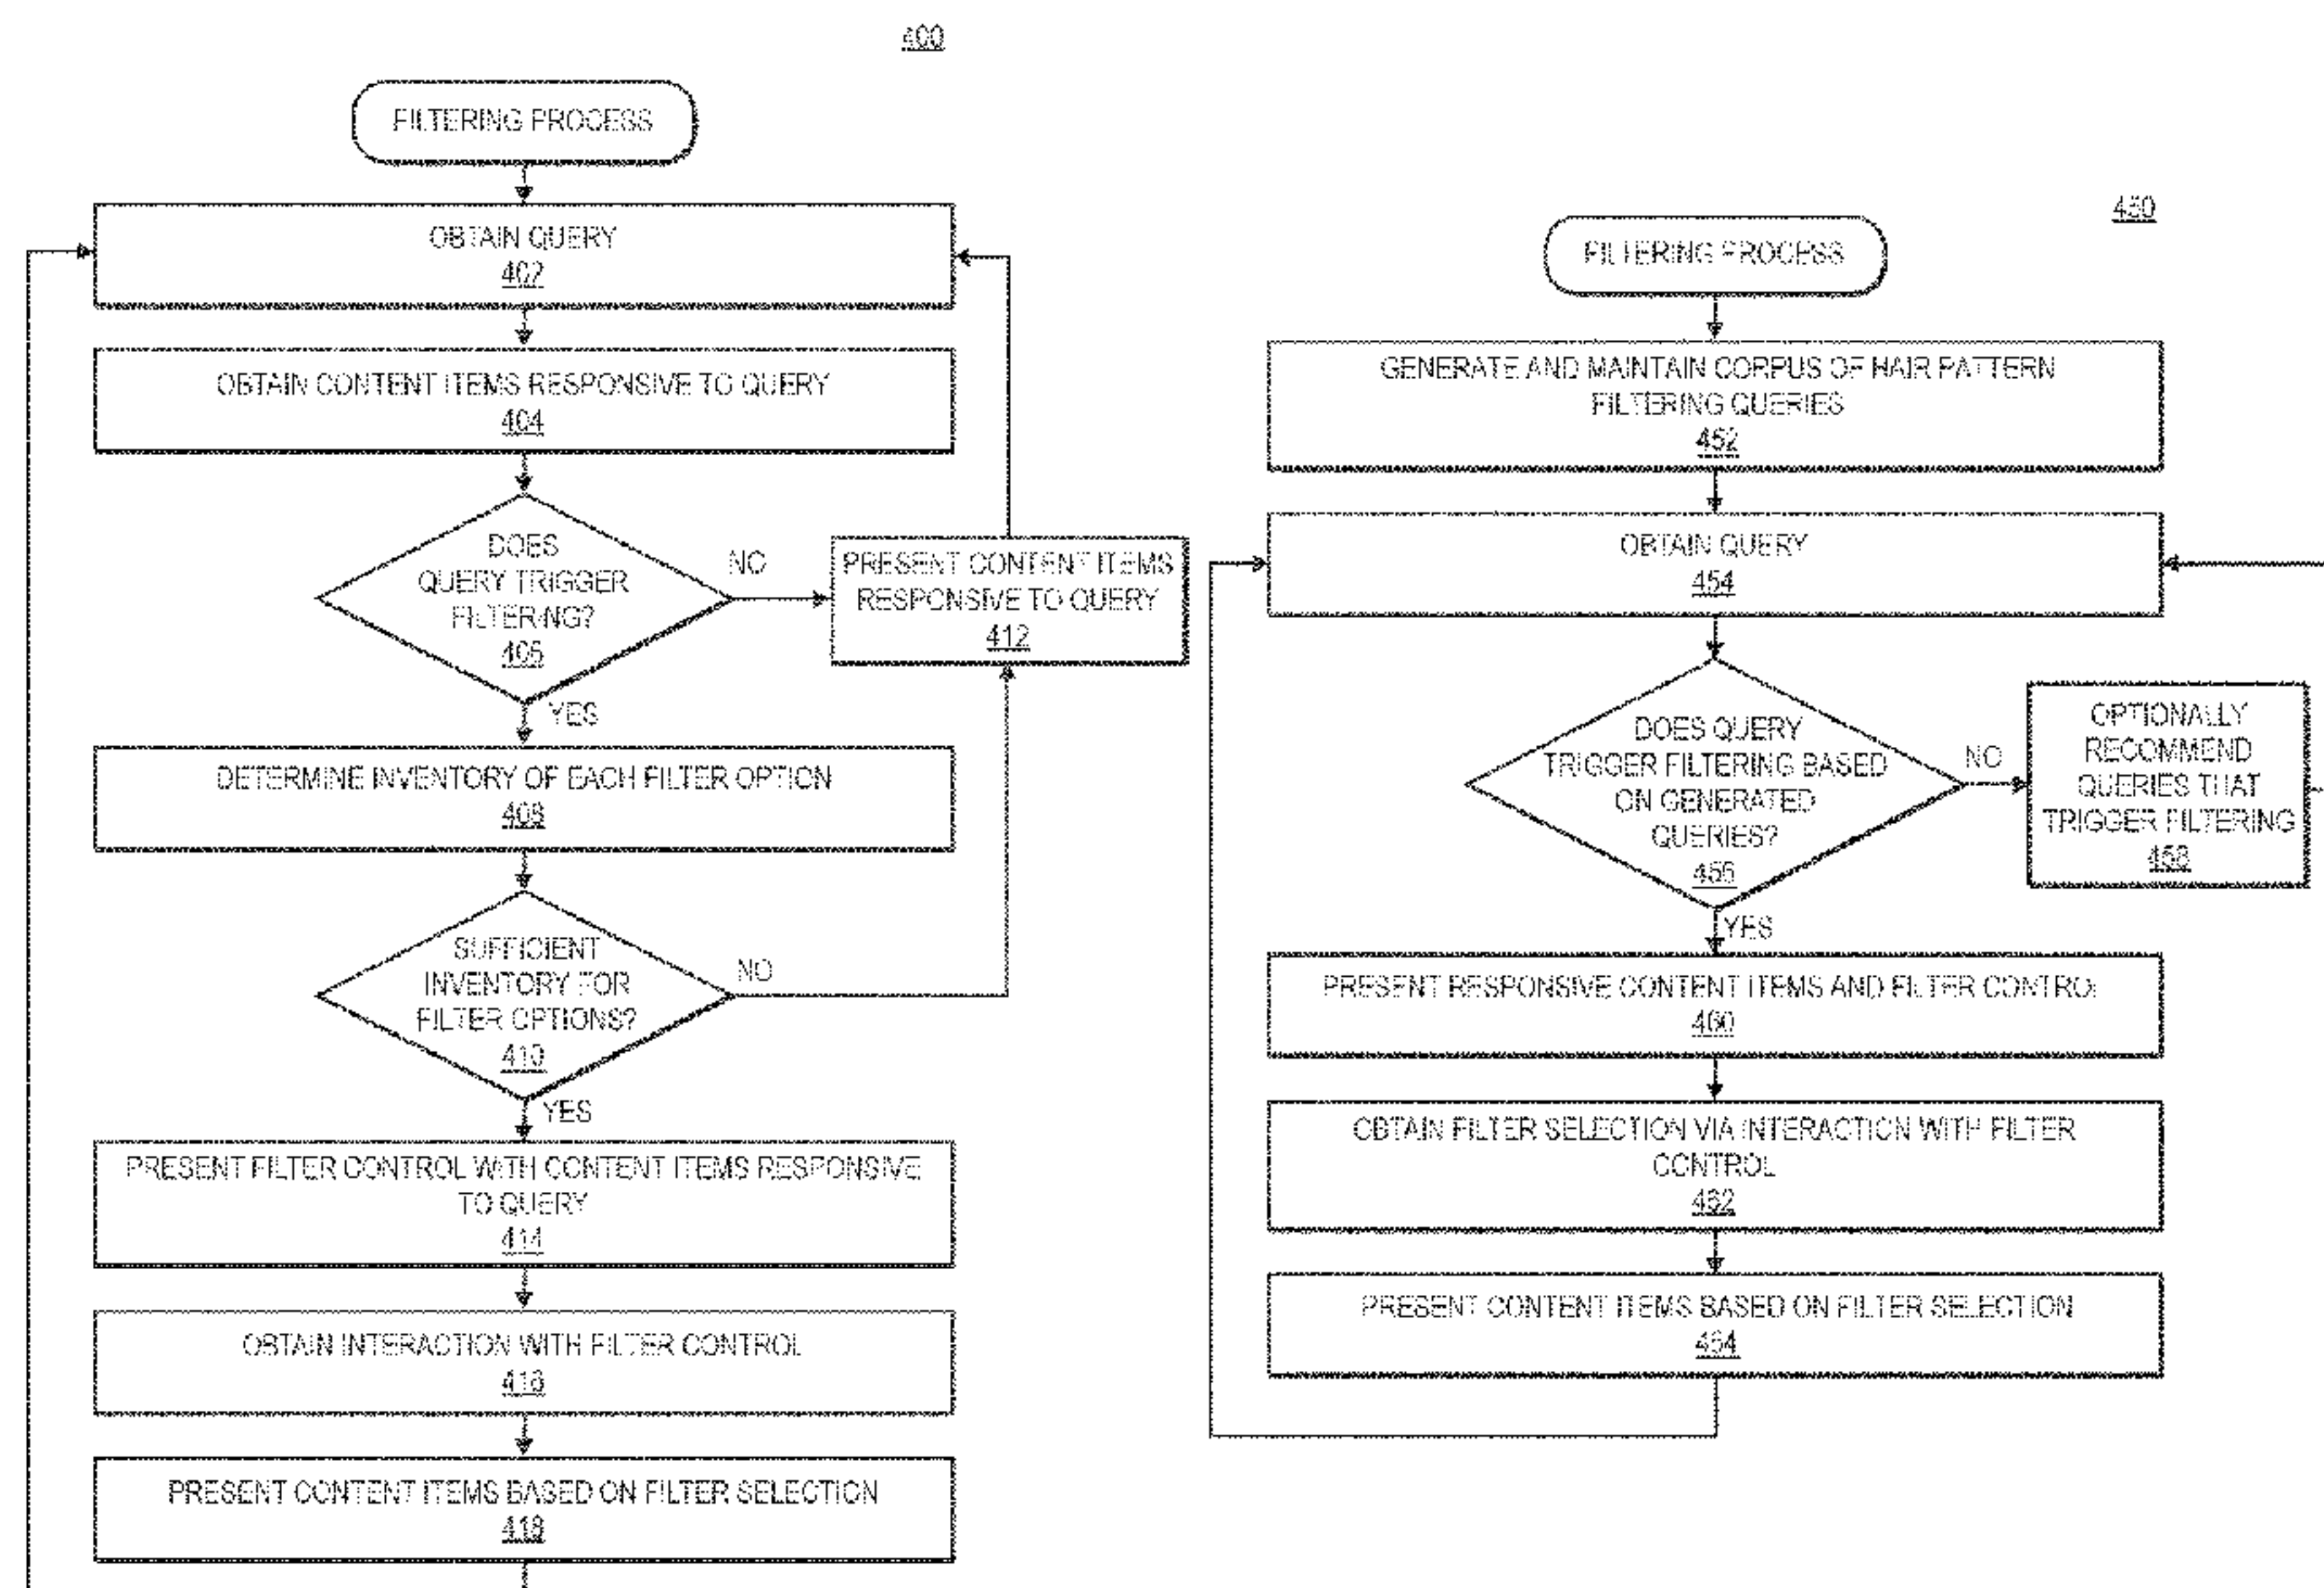 400
FILTERING PROCESS
OBTAIN QUERY
402
OBTAIN CONTENT ITEMS RESPONSIVE TO QUERY
404
DOES
QUERY TRIGGER
FILTERING?
406
NO
PRESENT CONTENT ITEMS
RESPONSIVE TO QUERY
412
YES
DETERMINE INVENTORY OF EACH FILTER OPTION
408
SUFFICIENT
INVENTORY FOR
FILTER OPTIONS?
410
NO
YES
PRESENT FILTER CONTROL WITH CONTENT ITEMS RESPONSIVE
TO QUERY
414
OBTAIN INTERACTION WITH FILTER CONTROL
416
PRESENT CONTENT ITEMS BASED ON FILTER SELECTION
418
450
FILTERING PROCESS
GENERATE AND MAINTAIN CORPUS OF HAIR PATTERN
FILTERING QUERIES
452
OBTAIN QUERY
454
DOES QUERY
TRIGGER FILTERING BASED
ON GENERATED
QUERIES?
456
NO
OPTIONALLY
RECOMMEND
QUERIES THAT
TRIGGER FILTERING
458
YES
PRESENT RESPONSIVE CONTENT ITEMS AND FILTER CONTROL
460
OBTAIN FILTER SELECTION VIA INTERACTION WITH FILTER
CONTROL
462
PRESENT CONTENT ITEMS BASED ON FILTER SELECTION
464